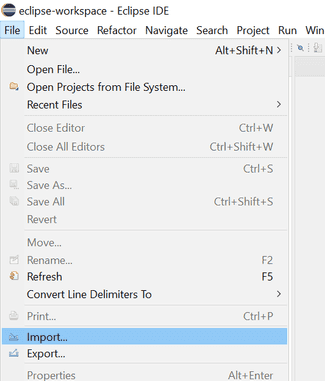 eclipse-workspace - Eclipse IDE
File Edit Source Refactor Navigate Search Project Run W
New Alt+Shift+N >
Open File...
Open Projects from File System...
Recent Files >
Close Editor Ctrl+W
Close All Editors Ctrl+Shift+W
Save Ctrl+S
Save As...
Save All Ctrl+Shift+S
Revert
Move...
Rename... F2
Refresh F5
Convert Line Delimiters To >
Print... Ctrl+P
Import...
Export...
Properties Alt+Enter